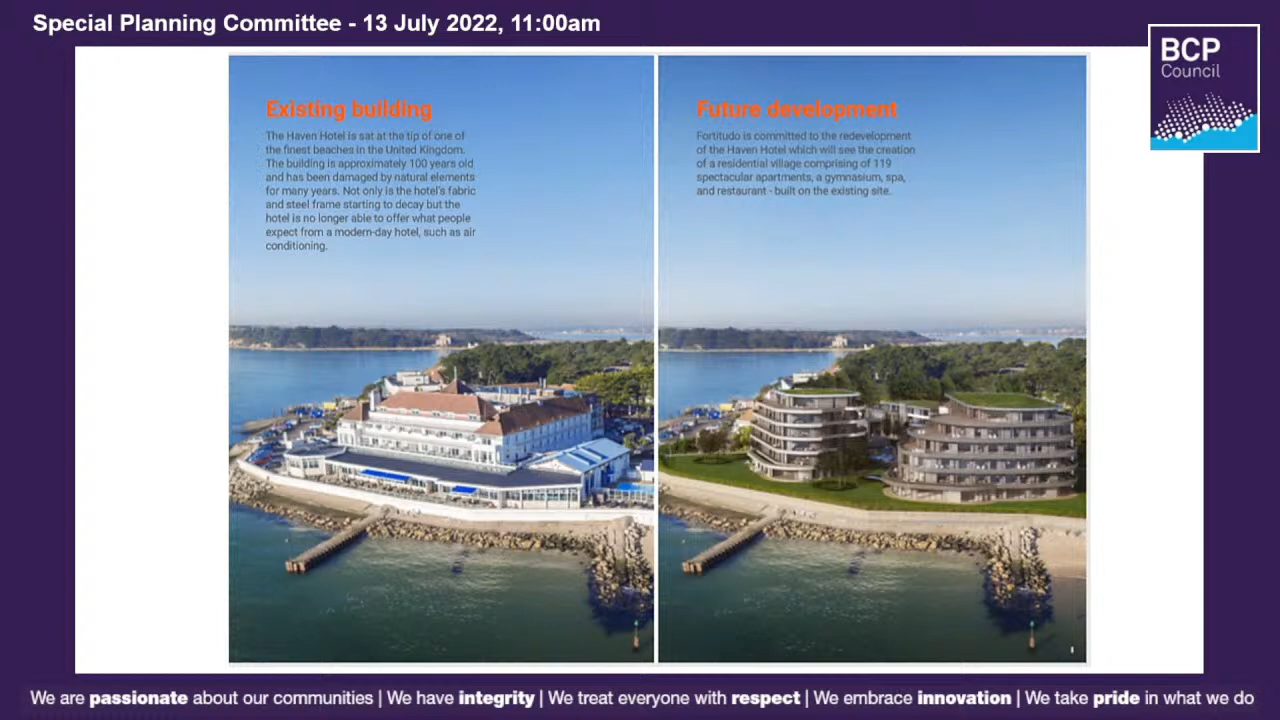 Special Planning Committee - 13 July 2022, 11:00am
BCP
Council
Existing building
The Haven Hotel is sat at the tip of one of
the finest beaches in the United Kingdom.
The building is approximately 100 years old
and has been damaged by natural elements
for many years. Not only is the hotel's fabric
and steel frame starting to decay but the
hotel is no longer able to offer what people
expect from a modern-day hotel, such as air
conditioning.
Future development
Fortitudo is committed to the redevelopment
of the Haven Hotel which will see the creation
of a residential village comprising of 119
spectacular apartments, a gymnasium, spa,
and restaurant - built on the existing site.
We are passionate about our communities | We have integrity | We treat everyone with respect | We embrace innovation | We take pride in what we do